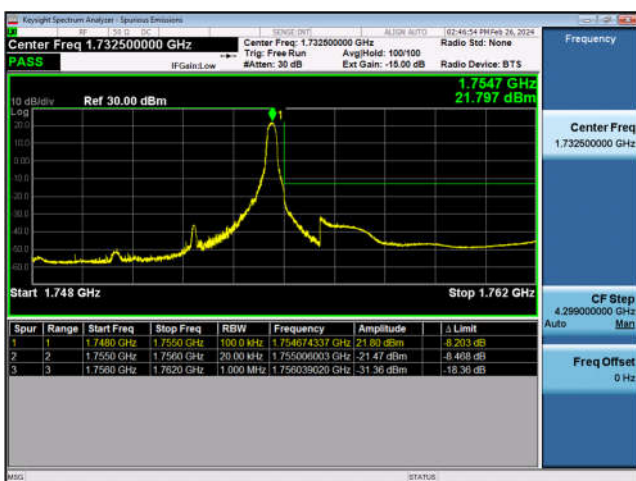 Keysight Spectrum Analyzer - Spurious Emissions
RF 50 Ω DC SENSE:INT ALIGN AUTO 02:46:54 PM Feb 26, 2024
Center Freq 1.732500000 GHz
Center Freq: 1.732500000 GHz Radio Std: None
Trig: Free Run Avg|Hold: 100/100
PASS IFGain:Low #Atten: 30 dB Ext Gain: -15.00 dB Radio Device: BTS
1.7547 GHz
21.797 dBm
10 dB/div Ref 30.00 dBm
Log
20.0
10.0
0.00
-10.0
-20.0
-30.0
-40.0
-50.0
-60.0
1
Start 1.748 GHz Stop 1.762 GHz
Spur Range Start Freq Stop Freq RBW Frequency Amplitude Δ Limit
1 1 1.7480 GHz 1.7550 GHz 100.0 kHz 1.754674337 GHz 21.80 dBm -8.203 dB
2 2 1.7550 GHz 1.7560 GHz 20.00 kHz 1.755006003 GHz -21.47 dBm -8.468 dB
3 3 1.7560 GHz 1.7620 GHz 1.000 MHz 1.756039020 GHz -31.36 dBm -18.36 dB
MSG STATUS
Frequency
Center Freq
1.732500000 GHz
CF Step
4.299000000 GHz
Auto Man
Freq Offset
0 Hz